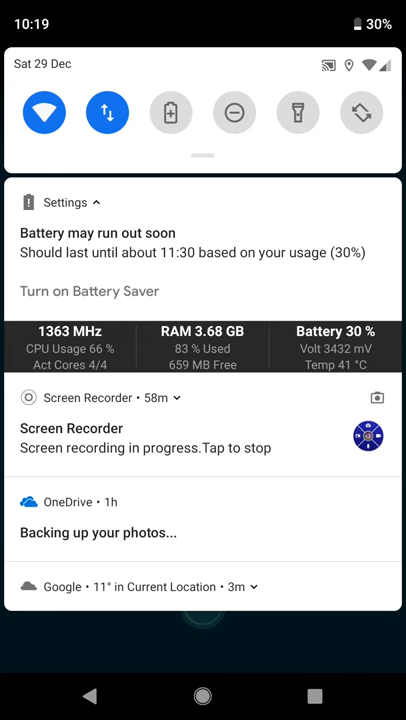 10:19
30%
Sat 29 Dec
Settings
Battery may run out soon
Should last until about 11:30 based on your usage (30%)
Turn on Battery Saver
1363 MHz
CPU Usage 66 %
Act Cores 4/4
RAM 3.68 GB
83 % Used
659 MB Free
Battery 30 %
Volt 3432 mV
Temp 41 °C
Screen Recorder • 58m
Screen Recorder
Screen recording in progress.Tap to stop
OneDrive • 1h
Backing up your photos...
Google • 11° in Current Location • 3m